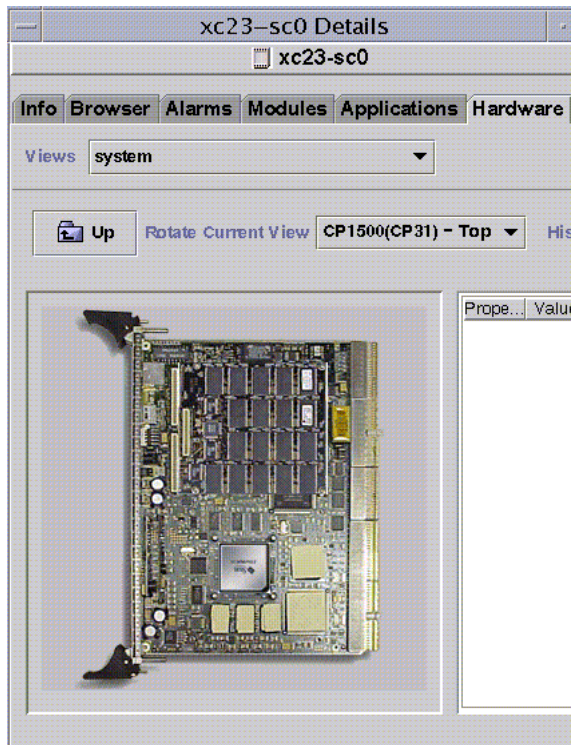 xc23-sc0 Details
xc23-sc0
Info Browser Alarms Modules Applications Hardware
Views system
Up Rotate Current View CP1500(CP31) - Top His
Prope... Value